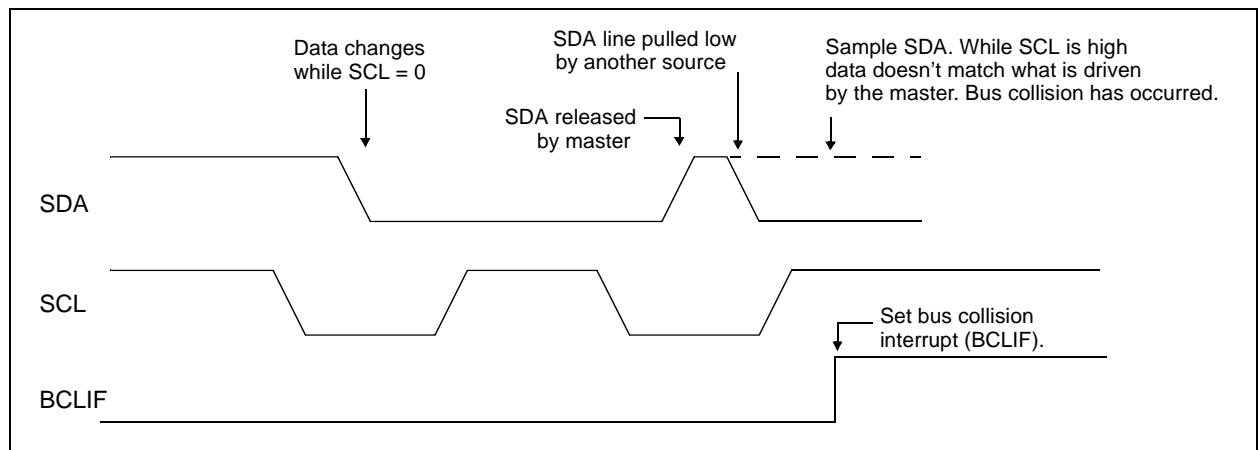 Data changes
while SCL = 0
SDA line pulled low
by another source
Sample SDA. While SCL is high
data doesn't match what is driven
by the master. Bus collision has occurred.
SDA released
by master
SDA
SCL
Set bus collision
interrupt (BCLIF).
BCLIF